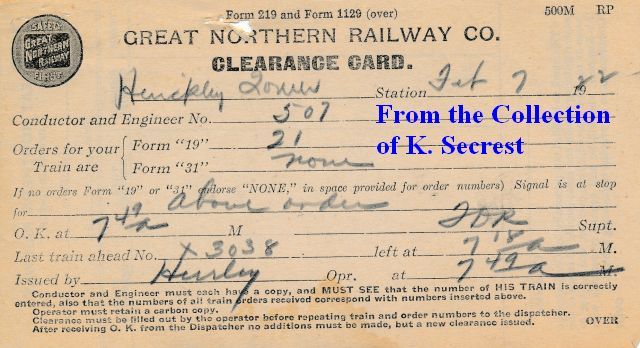 Form 219 and Form 1129 (over) 500M RP
SAFETY
GREAT
NORTHERN
RAILWAY
FIRST
GREAT NORTHERN RAILWAY CO.
CLEARANCE CARD.
Hinckley Tower Station Feb 7 1982
Conductor and Engineer No. 507
From the Collection
of K. Secrest
Orders for your Form "19" 21
Train are Form "31" none
If no orders Form "19" or "31" endorse "NONE," in space provided for order numbers) Signal is at stop
for above order
O. K. at 7 49 a M JDR Supt.
Last train ahead No. X 3038 left at 7 18 a M.
Issued by Hurley Opr. at 7 49 a M.
Conductor and Engineer must each have a copy, and MUST SEE that the number of HIS TRAIN is correctly
entered, also that the numbers of all train orders received correspond with numbers inserted above.
Operator must retain a carbon copy.
Clearance must be filled out by the operator before repeating train and order numbers to the dispatcher.
After receiving O. K. from the Dispatcher no additions must be made, but a new clearance issued. OVER